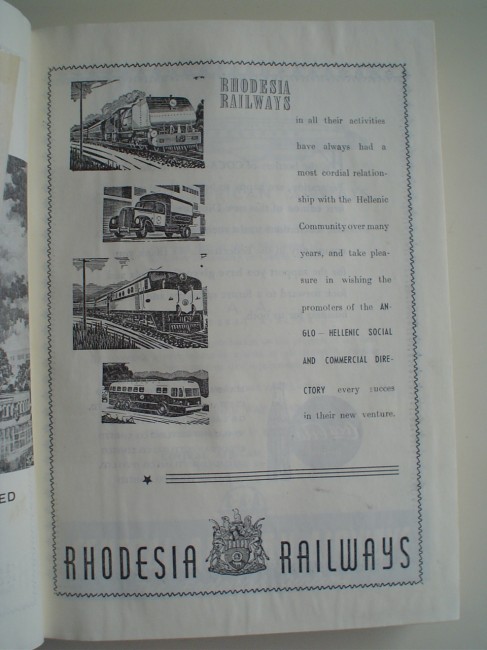 RHODESIA
RAILWAYS
in all their activities
have always had a
most cordial relation-
ship with the Hellenic
Community over many
years, and take plea-
sure in wishing the
promoters of the AN-
GLO - HELLENIC SOCIAL
AND COMMERCIAL DIRE-
CTORY every succes
in their new venture.
ED
RHODESIA RAILWAYS